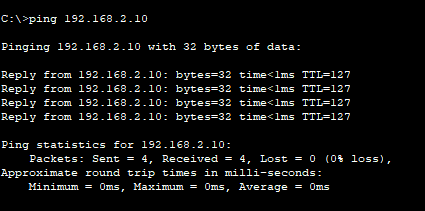 C:\>ping 192.168.2.10
Pinging 192.168.2.10 with 32 bytes of data:
Reply from 192.168.2.10: bytes=32 time<1ms TTL=127
Reply from 192.168.2.10: bytes=32 time<1ms TTL=127
Reply from 192.168.2.10: bytes=32 time<1ms TTL=127
Reply from 192.168.2.10: bytes=32 time<1ms TTL=127
Ping statistics for 192.168.2.10:
    Packets: Sent = 4, Received = 4, Lost = 0 (0% loss),
Approximate round trip times in milli-seconds:
    Minimum = 0ms, Maximum = 0ms, Average = 0ms